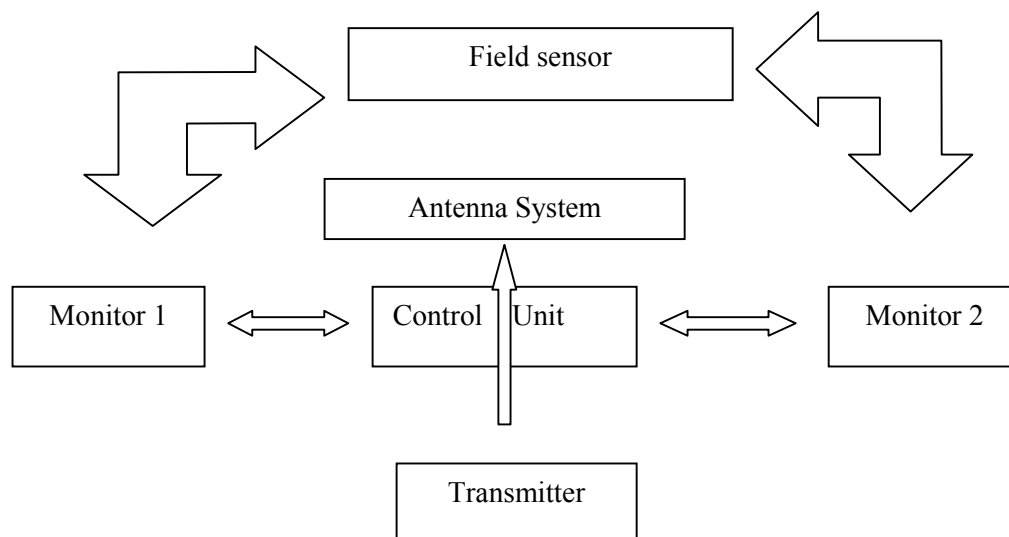 Field sensor
Antenna System
Monitor 1
Control Unit
Monitor 2
Transmitter